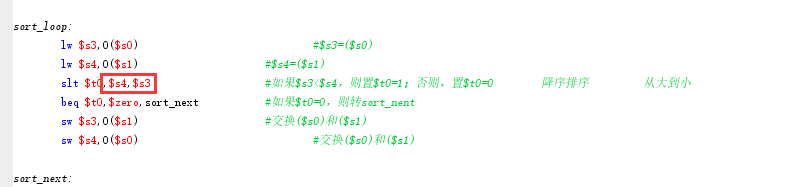 sort_loop:
lw $s3,0($s0) #$s3=($s0)
lw $s4,0($s1) #$s4=($s1)
slt $t0,$s4,$s3 #如果$s3<$s4，则置$t0=1；否则，置$t0=0 降序排序 从大到小
beq $t0,$zero,sort_next #如果$t0=0，则转sort_nent
sw $s3,0($s1) #交换($s0)和($s1)
sw $s4,0($s0) #交换($s0)和($s1)
sort_next: